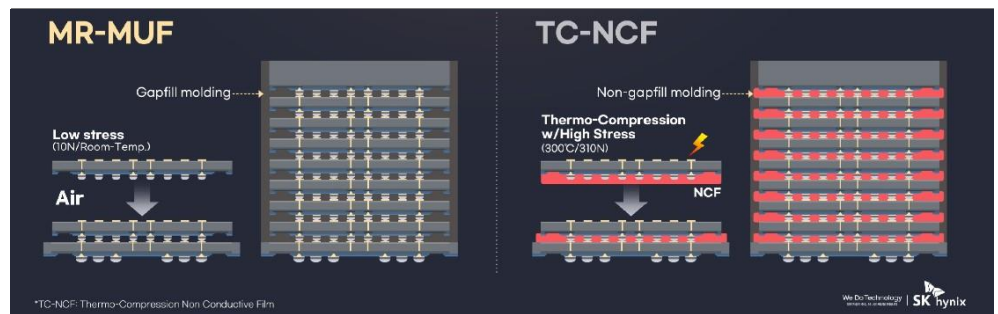 MR-MUF
Gapfill molding
Low stress
(10N/Room-Temp.)
Air
*TC-NCF: Thermo-Compression Non Conductive Film
TC-NCF
Non-gapfill molding
Thermo-Compression
w/High Stress
(300℃/310N)
NCF
We Do Technology
SK hynix